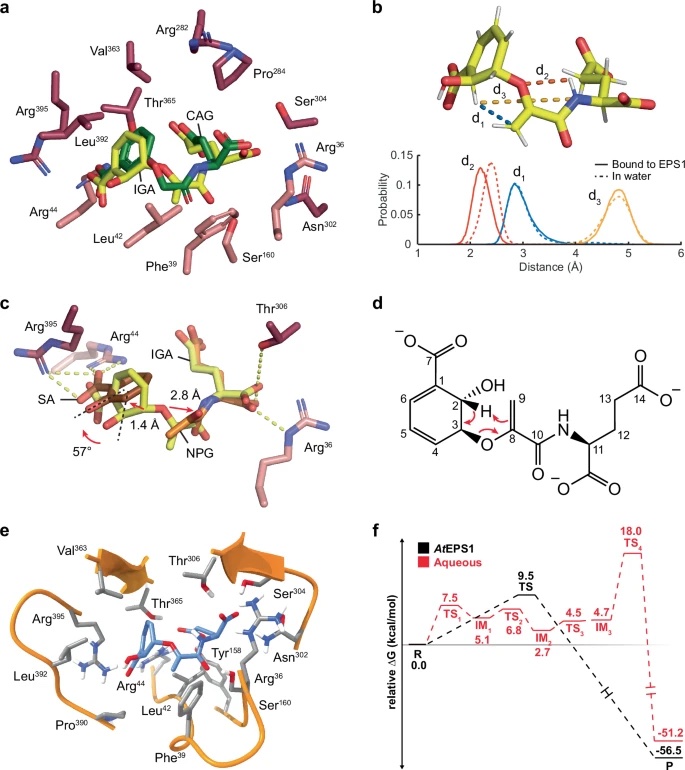 a
Arg282
Val363
Pro284
Arg395
Thr365
Ser304
CAG
Leu392
Arg36
IGA
Arg44
Leu42
Asn302
Phe39
Ser160
b
d2
d3
d1
0.15
0.1
0.05
0
Probability
d2
d1
d3
Bound to EPS1
In water
1 2 3 4 5 6
Distance (Å)
c
Thr306
Arg395
Arg44
IGA
SA
2.8 Å
1.4 Å
57°
NPG
Arg36
d
− O O
7
1
OH
2
H
9
6
3
5
4
O
8
10
O
N
H
11
12
13
14
O
O −
− O O
e
Val363
Thr306
Thr365
Ser304
Arg395
Tyr158
Asn302
Leu392
Arg44
Arg36
Leu42
Ser160
Pro390
Phe39
f
relative ΔG (kcal/mol)
AtEPS1
Aqueous
18.0
TS4
9.5
TS
7.5
TS1
IM1
5.1
TS2
6.8
IM2
2.7
4.5
TS3
4.7
IM3
R
0.0
-51.2
-56.5
P